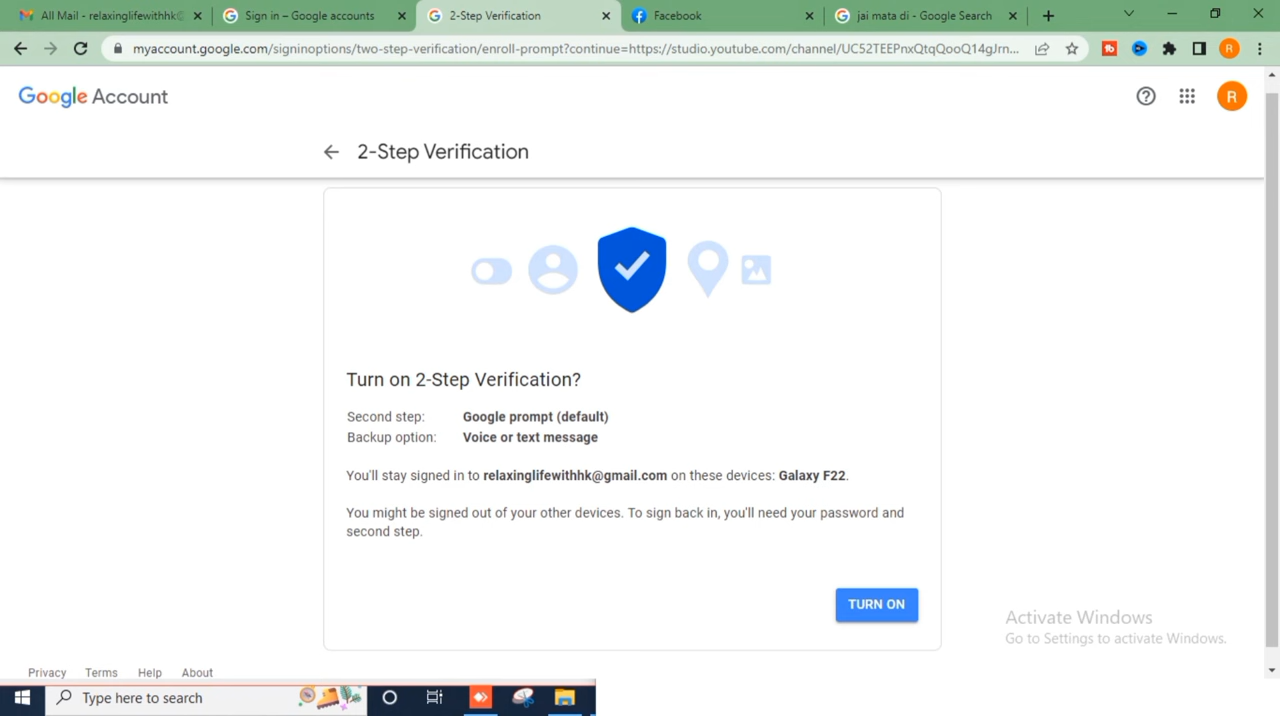 All Mail - relaxinglifewithhk@
Sign in – Google accounts
2-Step Verification
Facebook
jai mata di - Google Search
myaccount.google.com/signinoptions/two-step-verification/enroll-prompt?continue=https://studio.youtube.com/channel/UC52TEEPnxQtqQooQ14gJrn...
R
Google Account
R
2-Step Verification
Turn on 2-Step Verification?
Second step: Google prompt (default)
Backup option: Voice or text message
You'll stay signed in to relaxinglifewithhk@gmail.com on these devices: Galaxy F22.
You might be signed out of your other devices. To sign back in, you'll need your password and
second step.
TURN ON
Activate Windows
Go to Settings to activate Windows.
Privacy Terms Help About
Type here to search